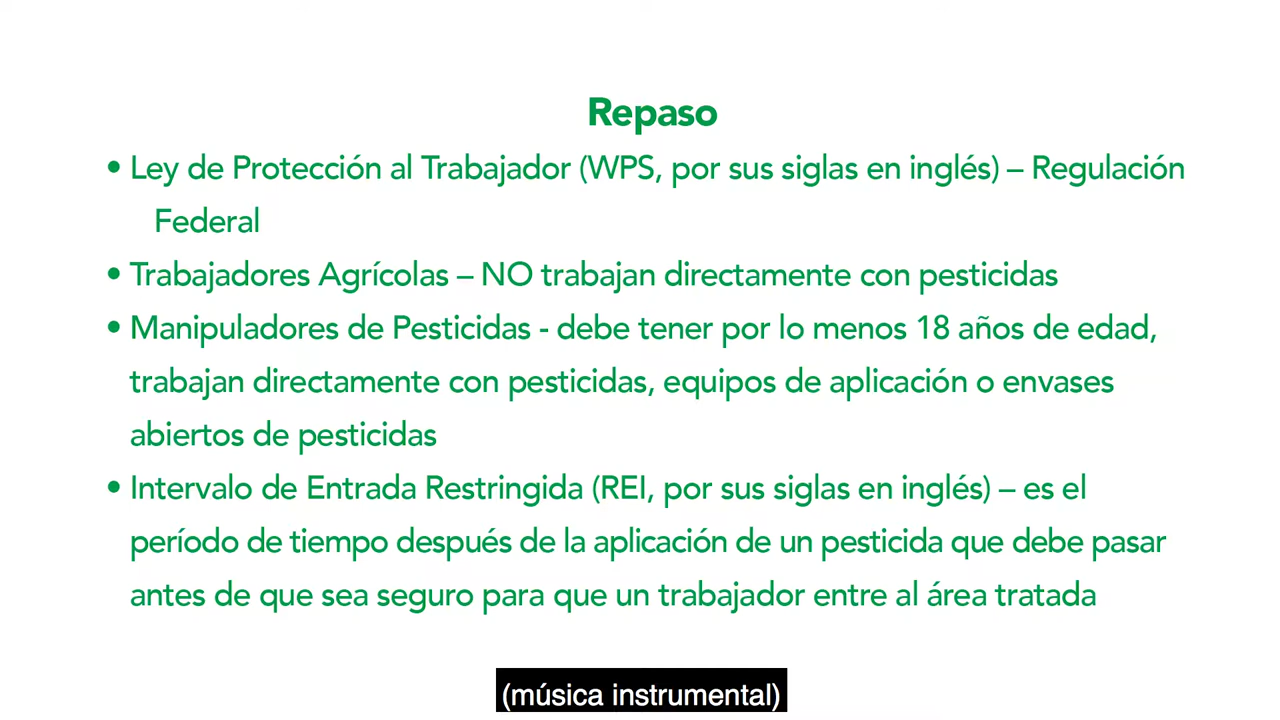 Repaso
• Ley de Protección al Trabajador (WPS, por sus siglas en inglés) – Regulación
Federal
• Trabajadores Agrícolas – NO trabajan directamente con pesticidas
• Manipuladores de Pesticidas - debe tener por lo menos 18 años de edad,
trabajan directamente con pesticidas, equipos de aplicación o envases
abiertos de pesticidas
• Intervalo de Entrada Restringida (REI, por sus siglas en inglés) – es el
período de tiempo después de la aplicación de un pesticida que debe pasar
antes de que sea seguro para que un trabajador entre al área tratada
(música instrumental)